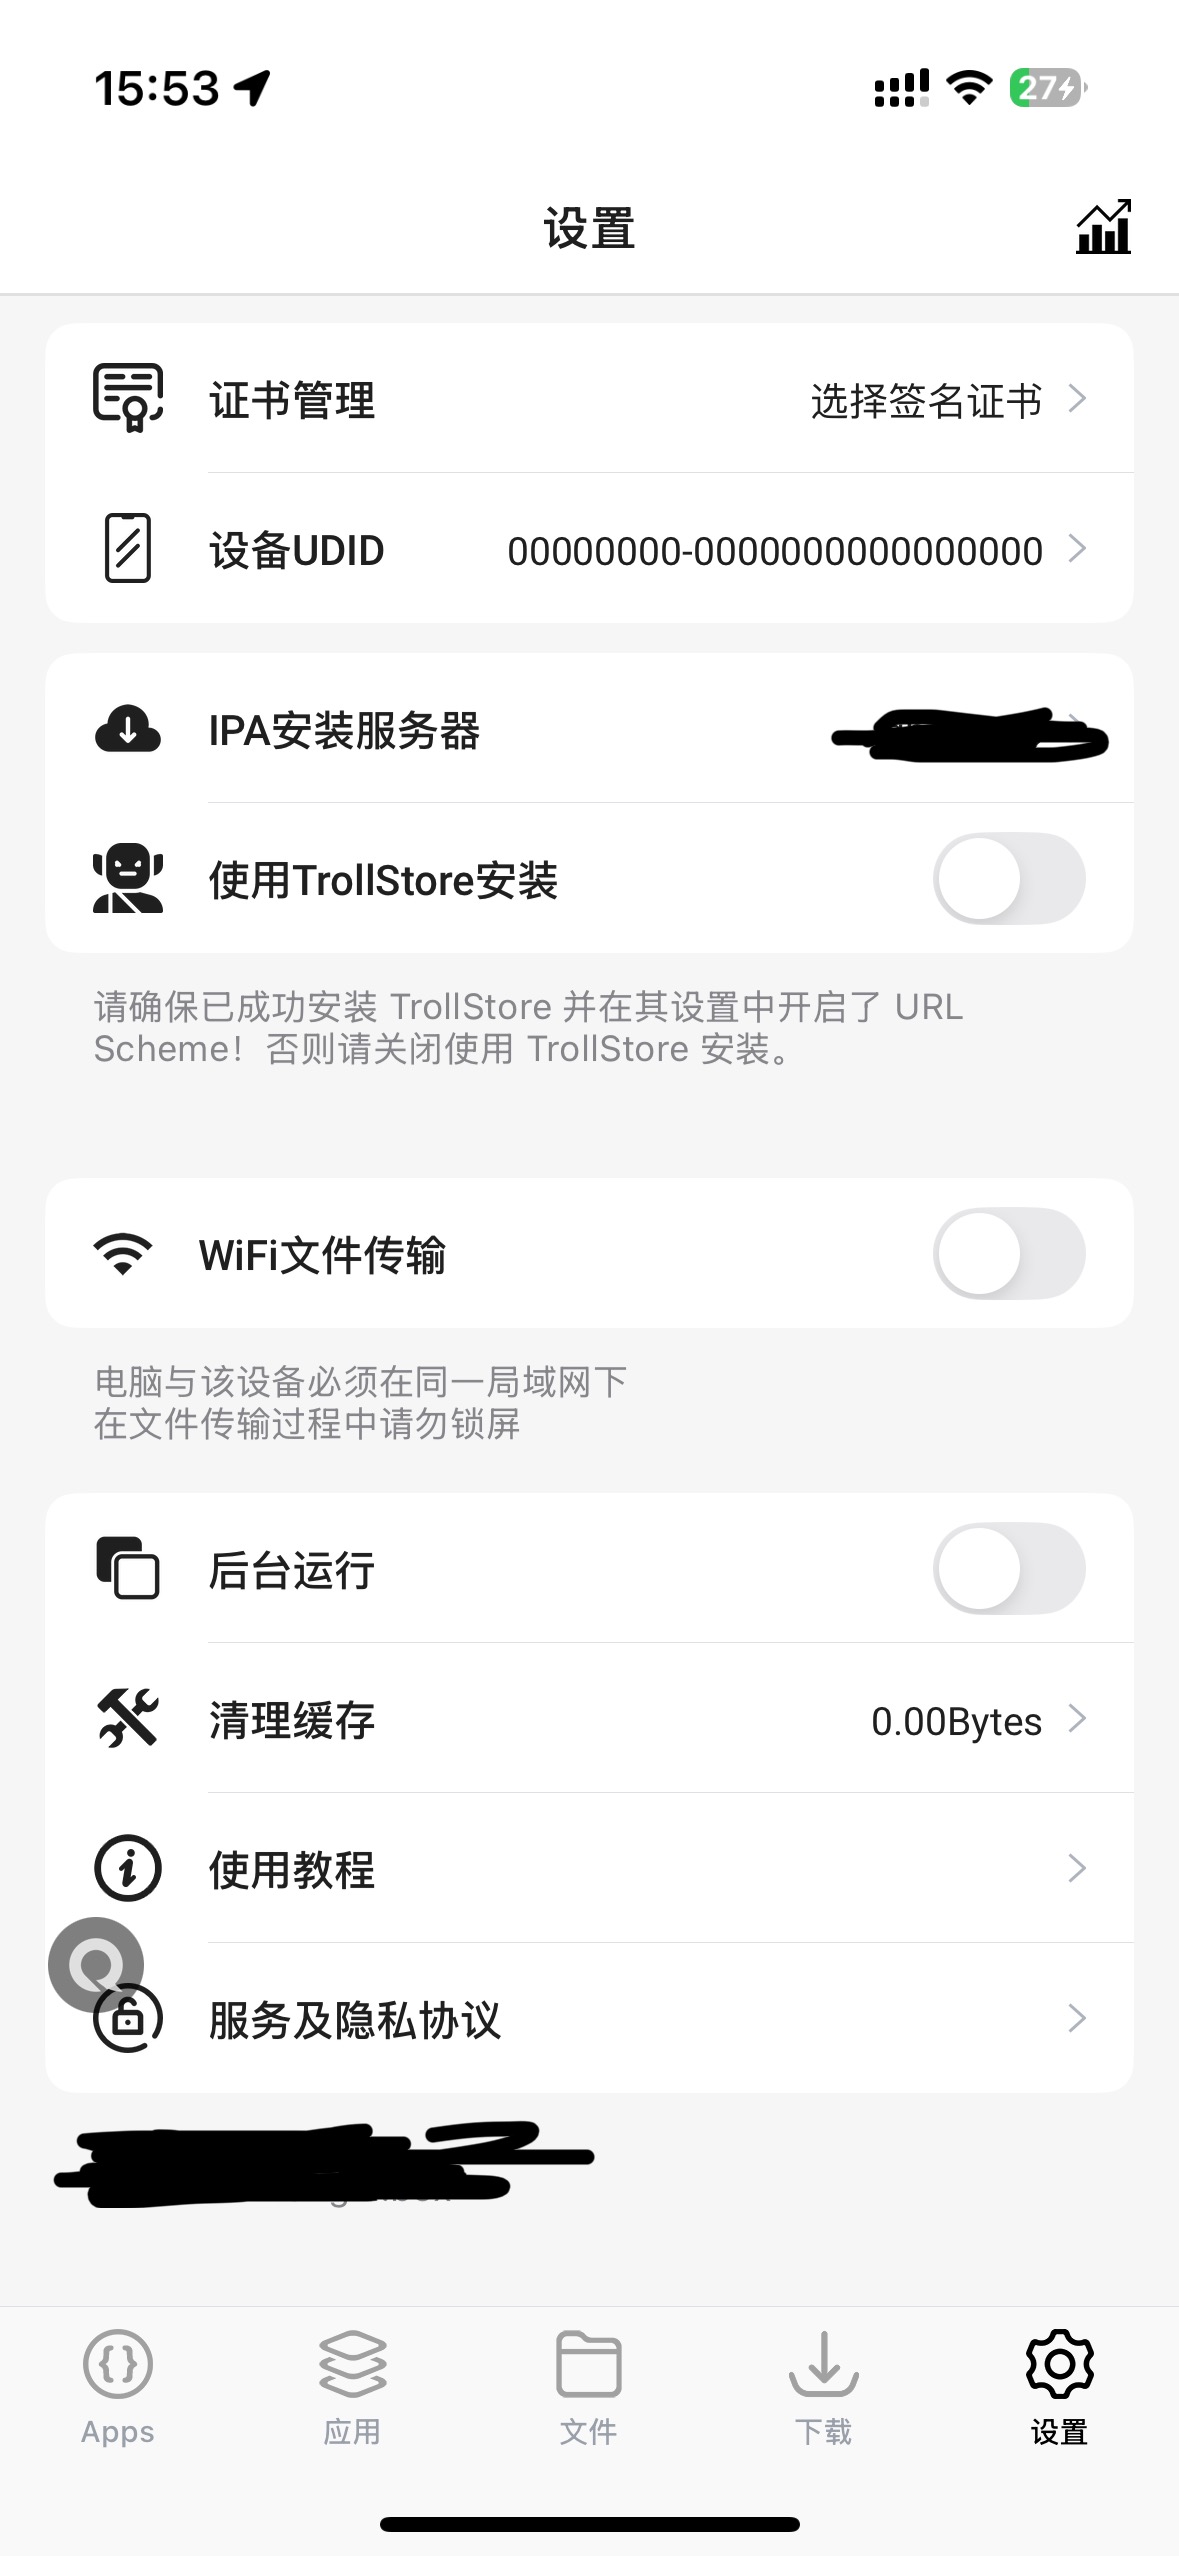 15:53
27
设置
证书管理 选择签名证书
设备UDID 00000000-0000000000000000
IPA安装服务器
使用TrollStore安装
请确保已成功安装 TrollStore 并在其设置中开启了 URL
Scheme！否则请关闭使用 TrollStore 安装。
WiFi文件传输
电脑与该设备必须在同一局域网下
在文件传输过程中请勿锁屏
后台运行
清理缓存 0.00Bytes
使用教程
服务及隐私协议
Apps 应用 文件 下载 设置